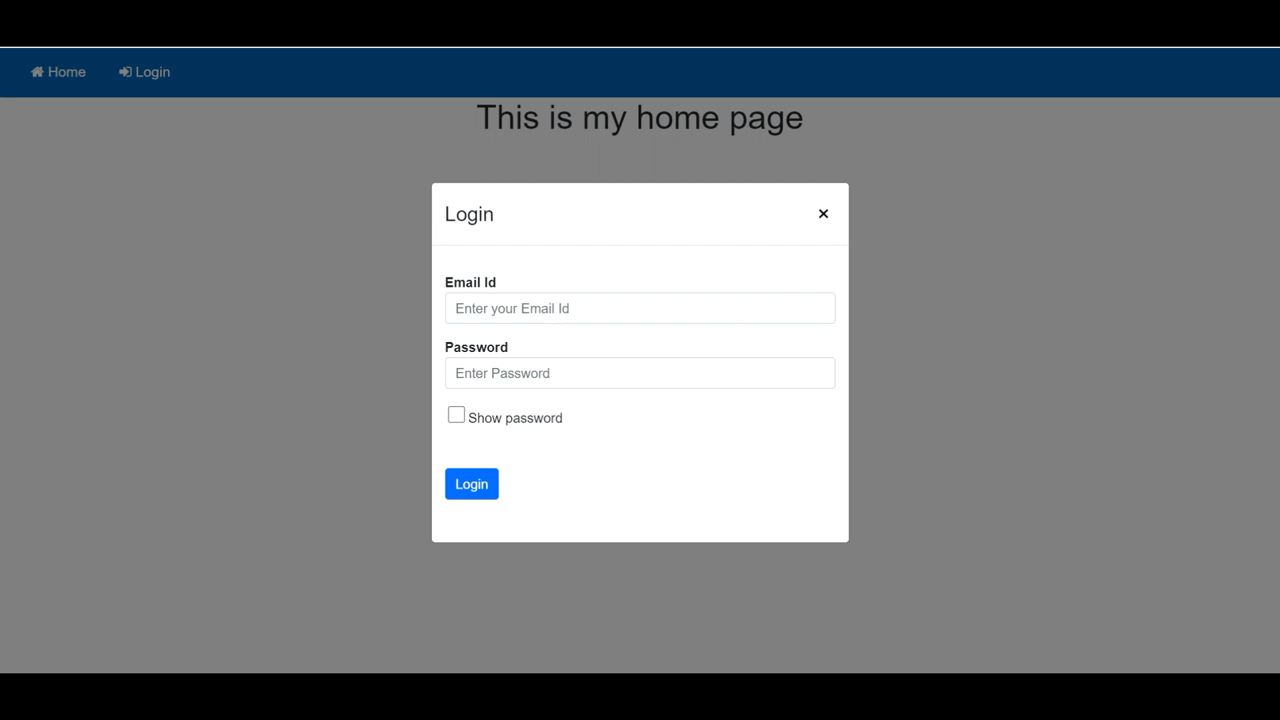 Home Login
This is my home page
Login ×
Email Id
Enter your Email Id
Password
Enter Password
Show password
Login